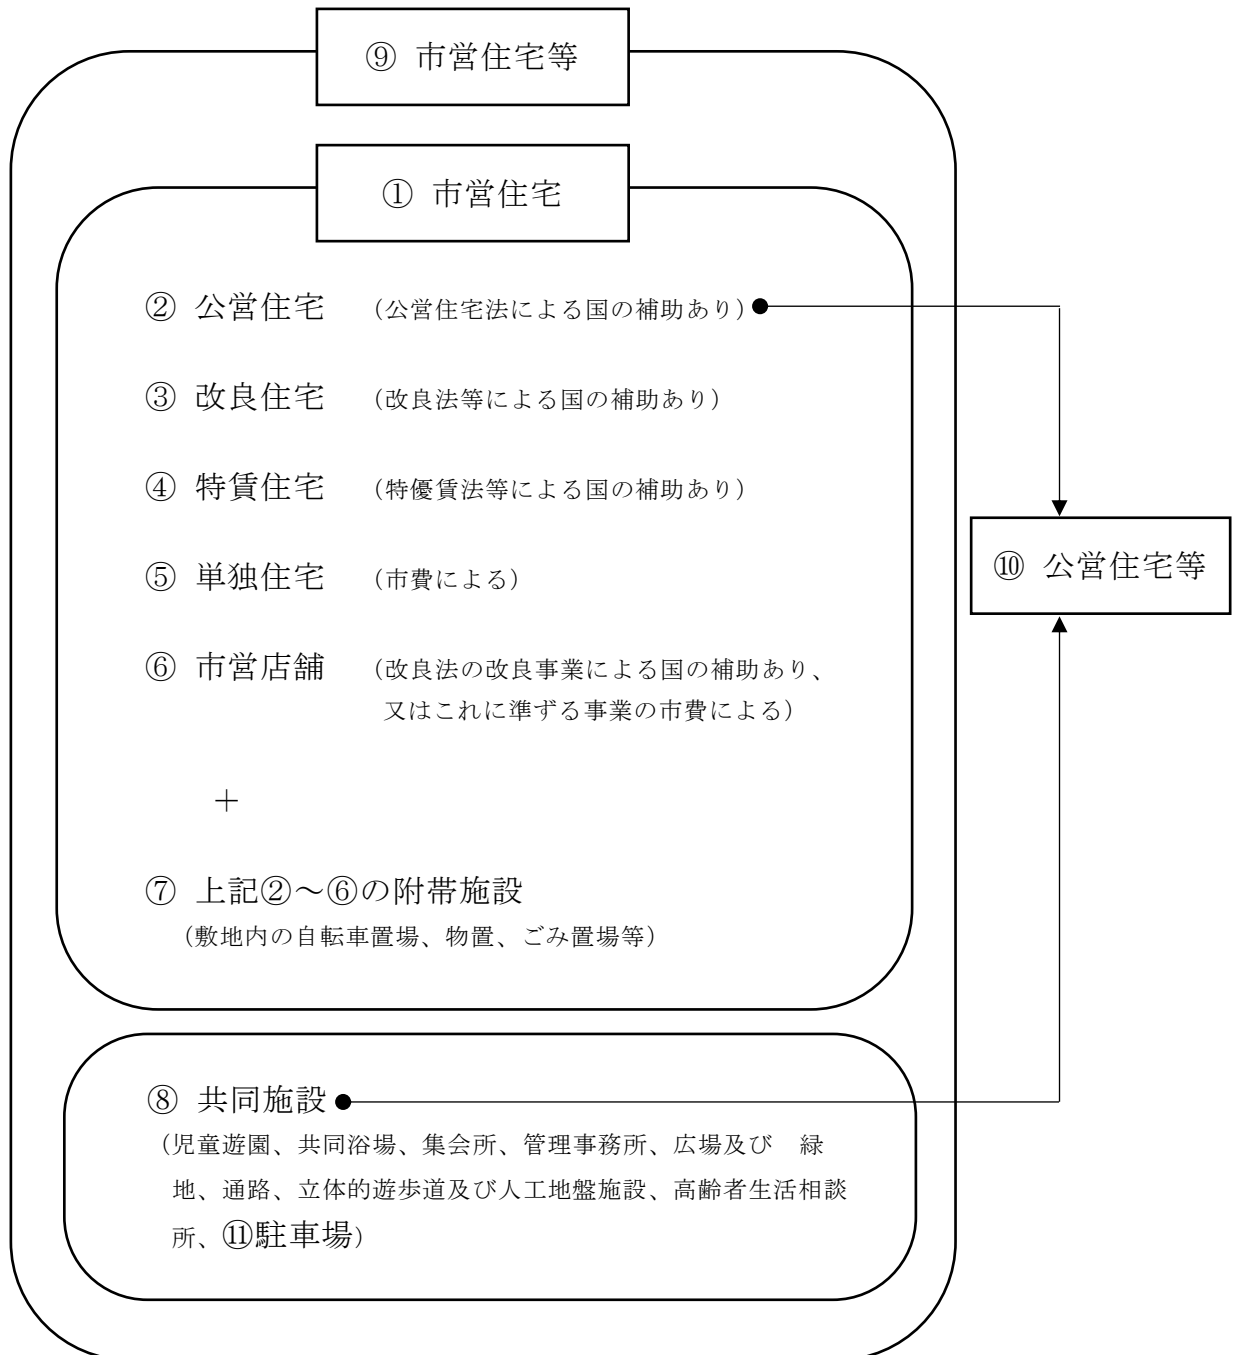 ⑨ 市営住宅等
① 市営住宅
② 公営住宅 （公営住宅法による国の補助あり）
③ 改良住宅 （改良法等による国の補助あり）
④ 特賃住宅 （特優賃法等による国の補助あり）
⑩ 公営住宅等
⑤ 単独住宅 （市費による）
⑥ 市営店舗 （改良法の改良事業による国の補助あり、
又はこれに準ずる事業の市費による）
＋
⑦ 上記②～⑥の附帯施設
（敷地内の自転車置場、物置、ごみ置場等）
⑧ 共同施設
（児童遊園、共同浴場、集会所、管理事務所、広場及び　緑
地、通路、立体的遊歩道及び人工地盤施設、高齢者生活相談
所、⑪駐車場）